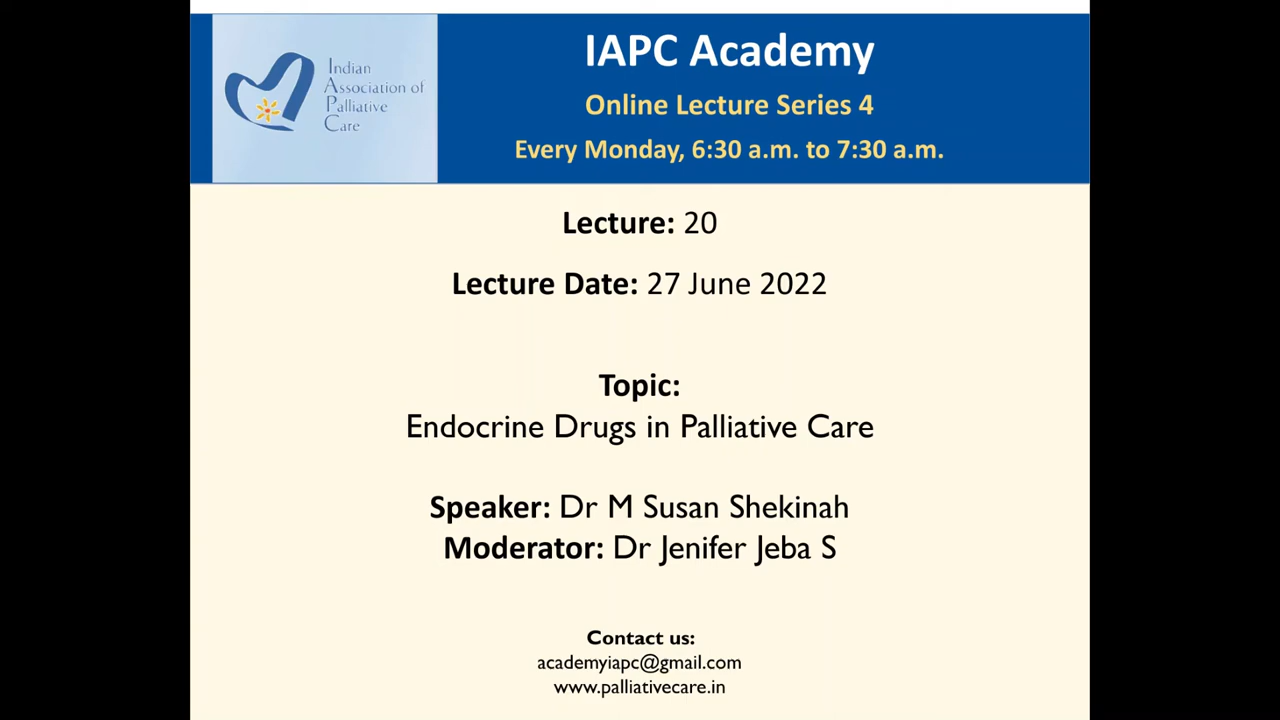 Indian
Association of
Palliative
Care
IAPC Academy
Online Lecture Series 4
Every Monday, 6:30 a.m. to 7:30 a.m.
Lecture: 20
Lecture Date: 27 June 2022
Topic:
Endocrine Drugs in Palliative Care
Speaker: Dr M Susan Shekinah
Moderator: Dr Jenifer Jeba S
Contact us:
academyiapc@gmail.com
www.palliativecare.in